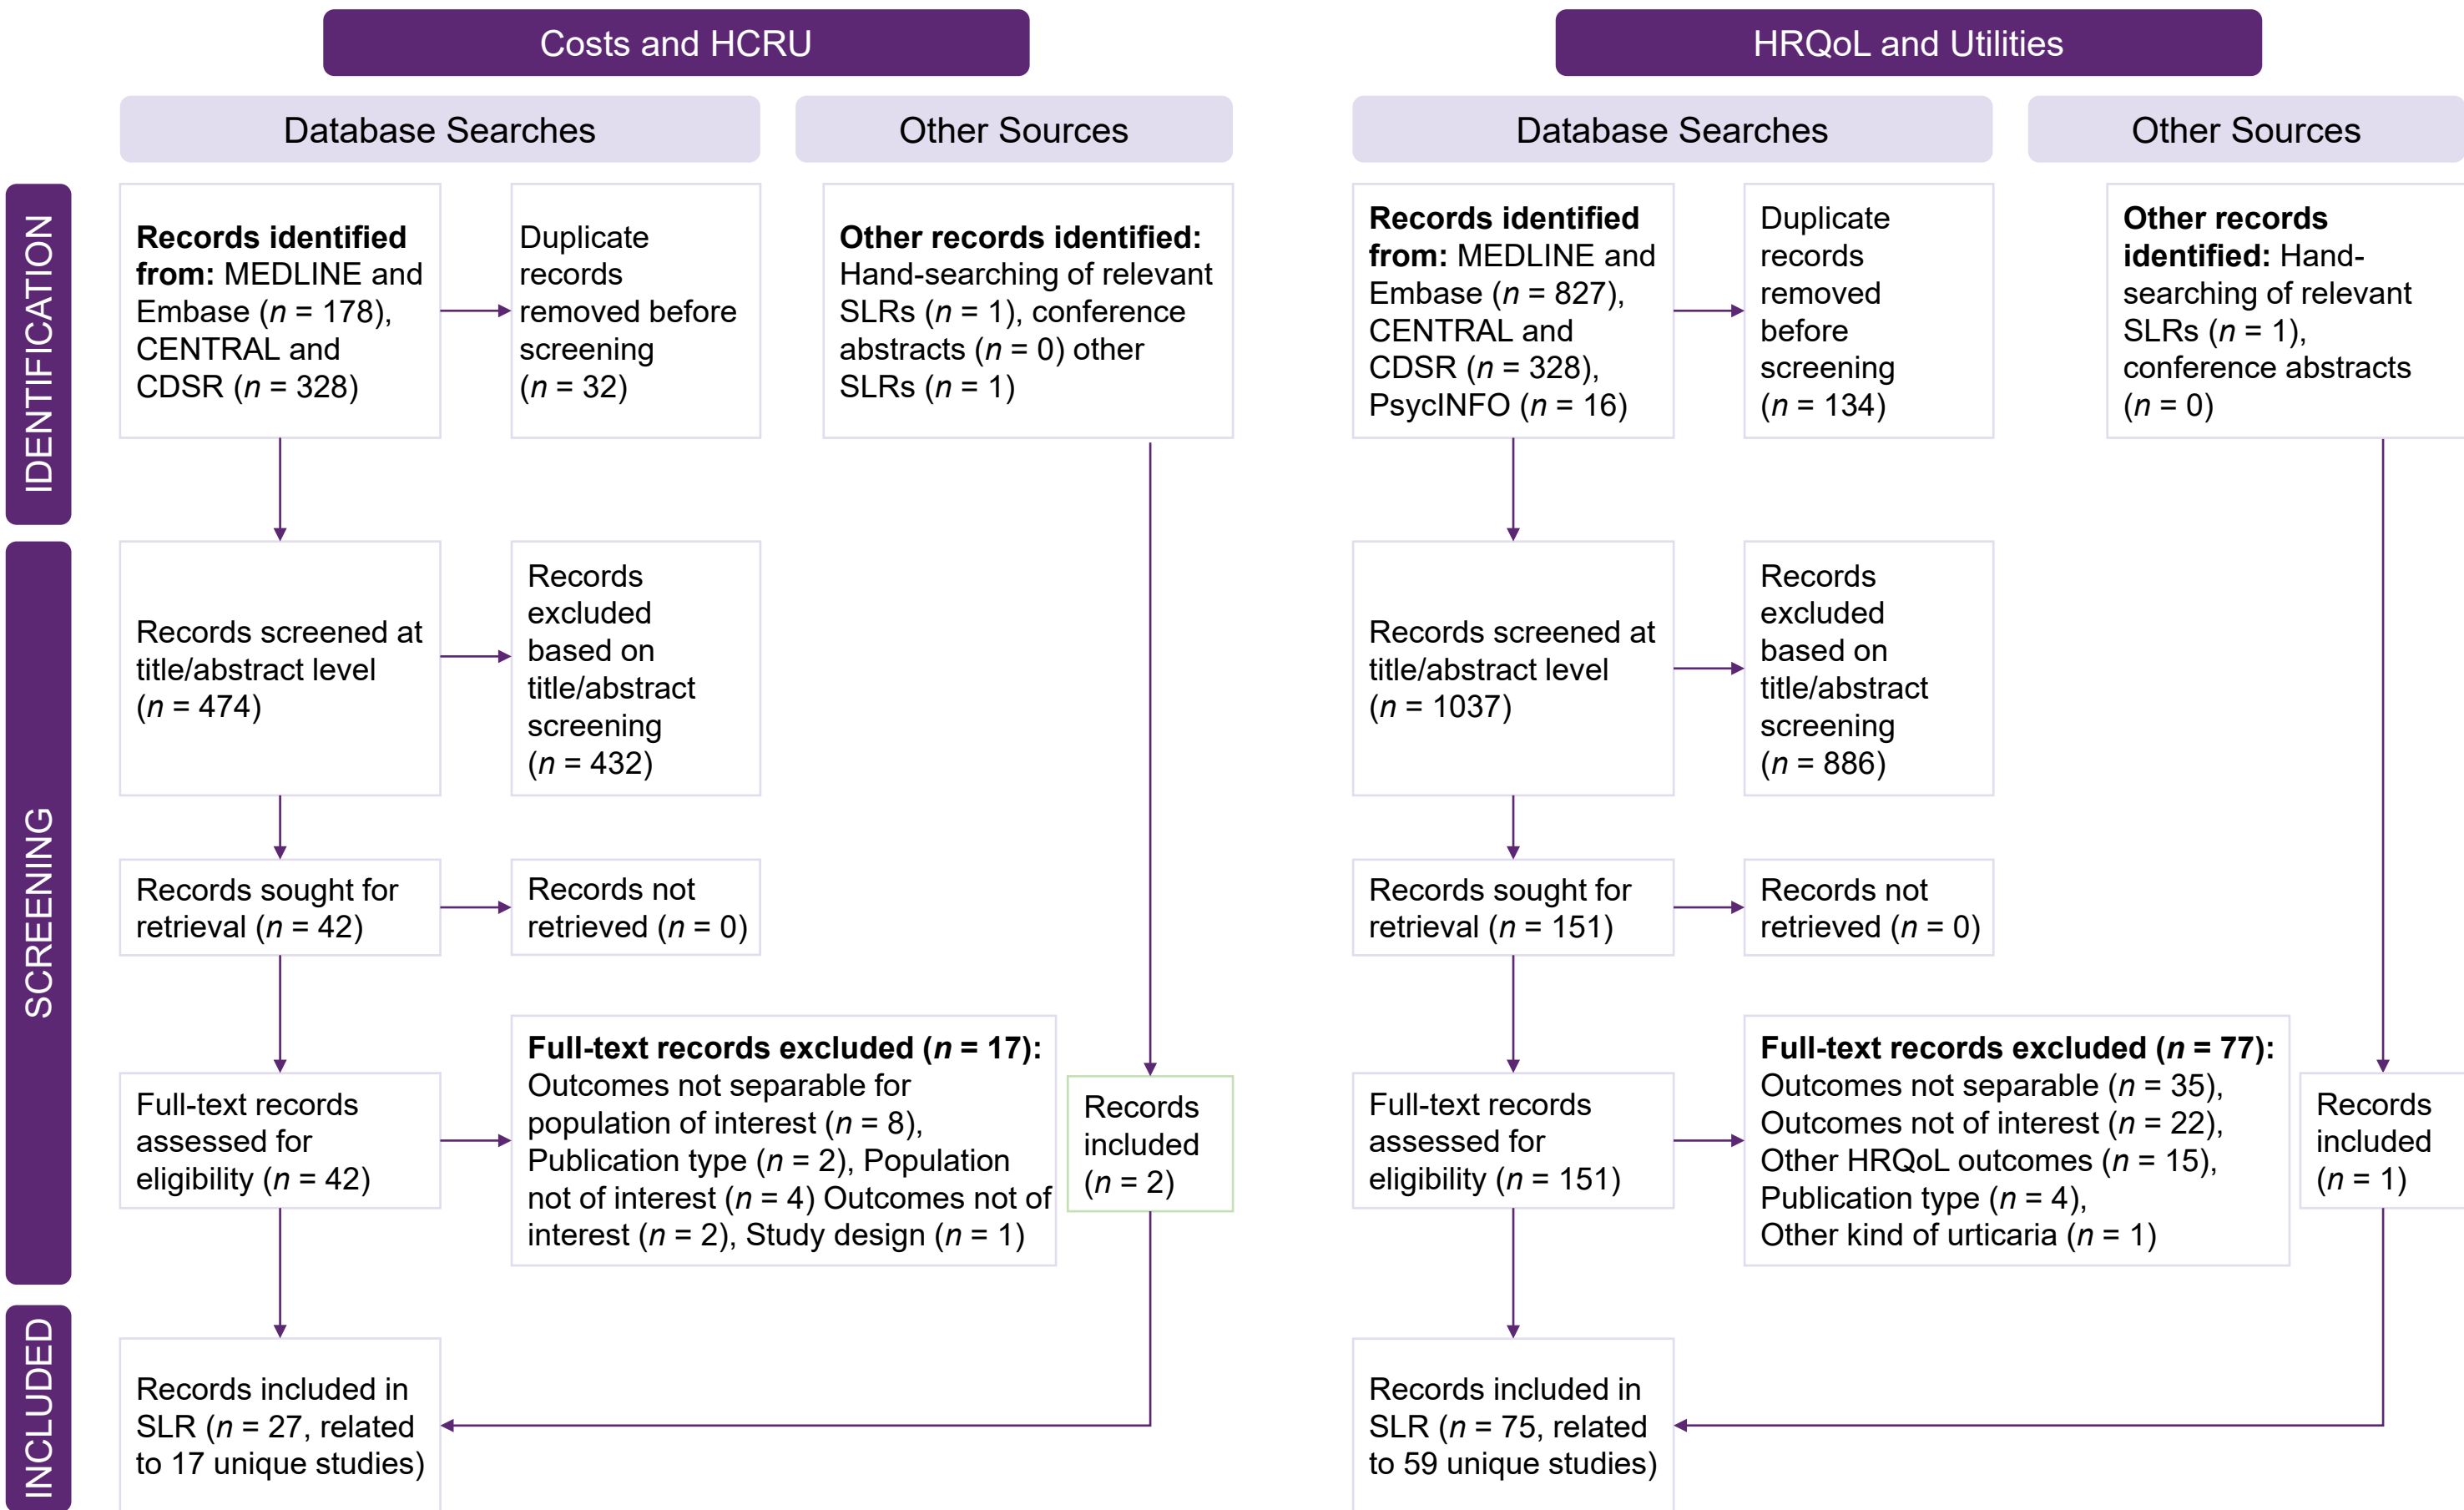 Costs and HCRU
Database Searches
Other Sources
IDENTIFICATION
Records identified
from: MEDLINE and
Embase (n = 178),
CENTRAL and
CDSR (n = 328)
Duplicate
records
removed before
screening
(n = 32)
Other records identified:
Hand-searching of relevant
SLRs (n = 1), conference
abstracts (n = 0) other
SLRs (n = 1)
SCREENING
Records screened at
title/abstract level
(n = 474)
Records
excluded
based on
title/abstract
screening
(n = 432)
Records sought for
retrieval (n = 42)
Records not
retrieved (n = 0)
Full-text records
assessed for
eligibility (n = 42)
Full-text records excluded (n = 17):
Outcomes not separable for
population of interest (n = 8),
Publication type (n = 2), Population
not of interest (n = 4) Outcomes not of
interest (n = 2), Study design (n = 1)
Records
included
(n = 2)
INCLUDED
Records included in
SLR (n = 27, related
to 17 unique studies)
HRQoL and Utilities
Database Searches
Other Sources
Records identified
from: MEDLINE and
Embase (n = 827),
CENTRAL and
CDSR (n = 328),
PsycINFO (n = 16)
Duplicate
records
removed
before
screening
(n = 134)
Other records
identified: Hand-
searching of relevant
SLRs (n = 1),
conference abstracts
(n = 0)
Records screened at
title/abstract level
(n = 1037)
Records
excluded
based on
title/abstract
screening
(n = 886)
Records sought for
retrieval (n = 151)
Records not
retrieved (n = 0)
Full-text records
assessed for
eligibility (n = 151)
Full-text records excluded (n = 77):
Outcomes not separable (n = 35),
Outcomes not of interest (n = 22),
Other HRQoL outcomes (n = 15),
Publication type (n = 4),
Other kind of urticaria (n = 1)
Records
included
(n = 1)
Records included in
SLR (n = 75, related
to 59 unique studies)